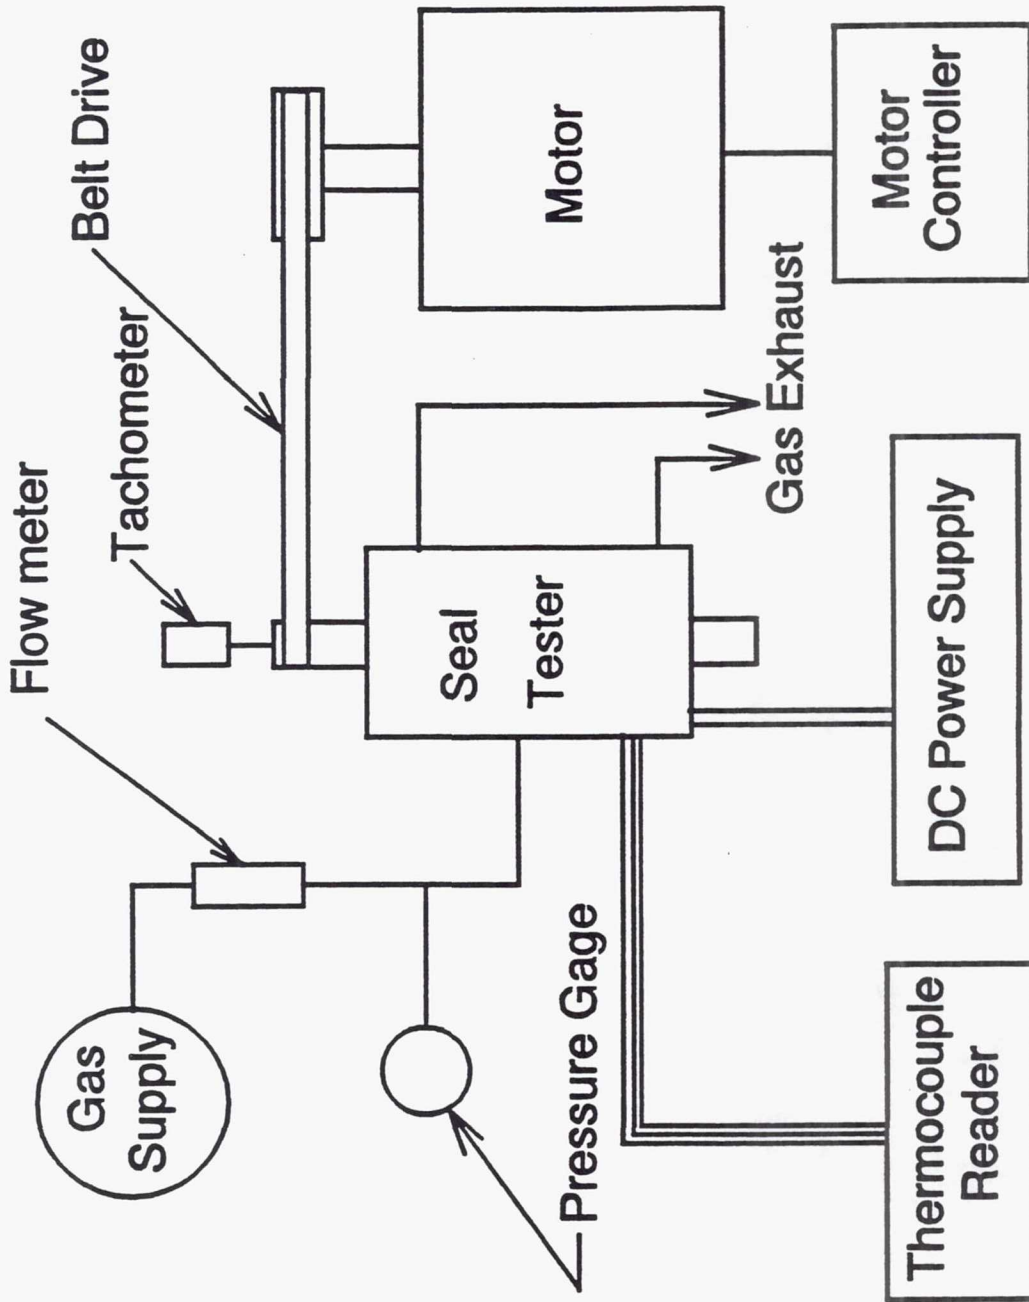 Flow meter
Tachometer
Belt Drive
Gas
Supply
Seal
Tester
Motor
Pressure Gage
Gas Exhaust
Thermocouple
Reader
DC Power Supply
Motor
Controller